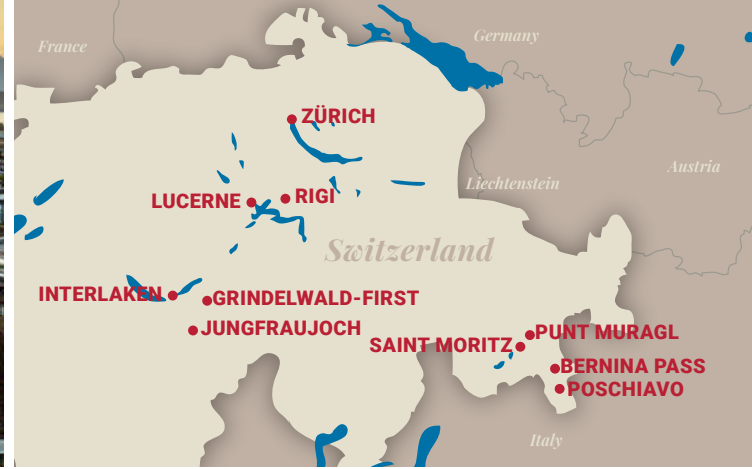 Germany
France
ZÜRICH
Austria
Liechtenstein
RIGI
LUCERNE
Switzerland
INTERLAKEN
GRINDELWALD-FIRST
JUNGFRAUJOCH
PUNT MURAGL
SAINT MORITZ
BERNINA PASS
POSCHIAVO
Italy